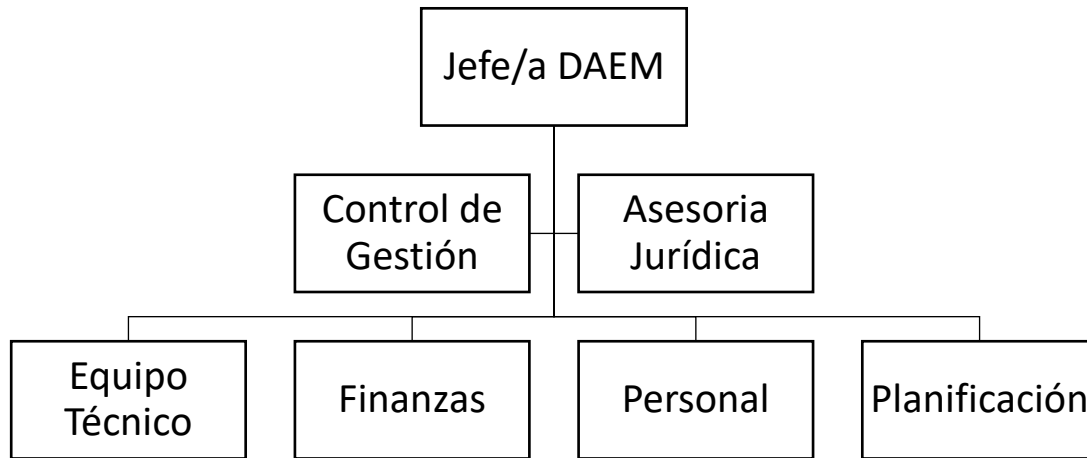 Jefe/a DAEM
Control de
Gestión
Asesoria
Jurídica
Equipo
Técnico
Finanzas
Personal
Planificación